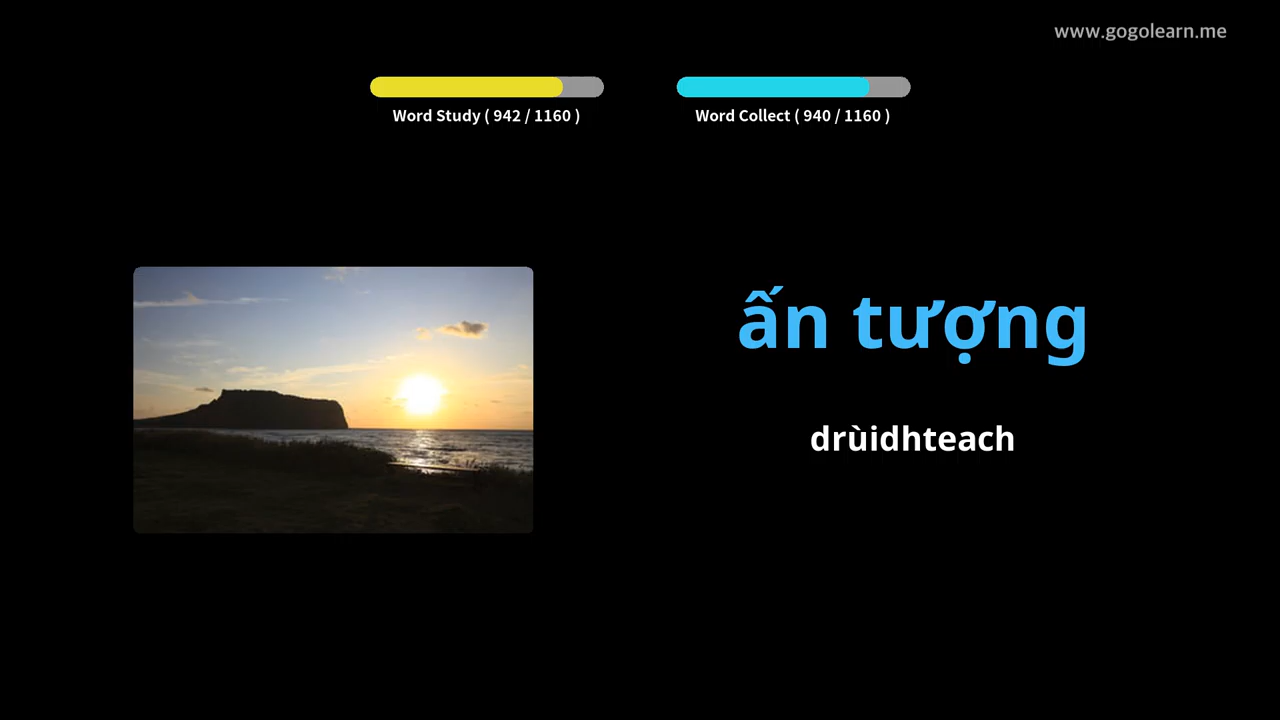 www.gogolearn.me
Word Study ( 942 / 1160 )
Word Collect ( 940 / 1160 )
ấn tượng
drùidhteach